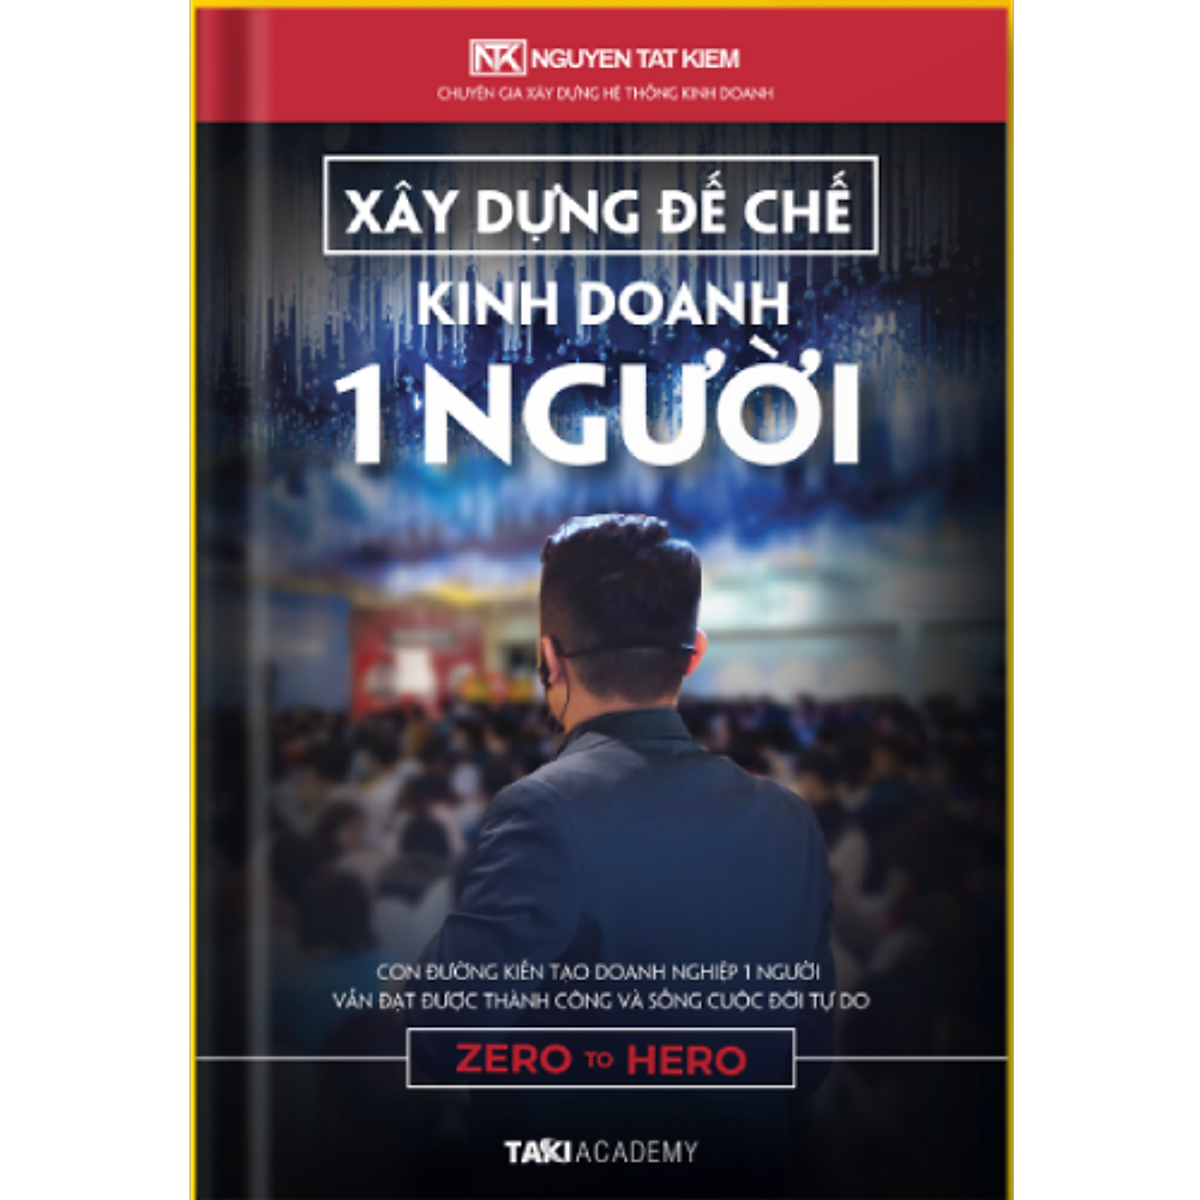 NTK NGUYEN TAT KIEM
CHUYÊN GIA XÂY DỰNG HỆ THỐNG KINH DOANH
XÂY DỰNG ĐẾ CHẾ
KINH DOANH
1 NGƯỜI
CON ĐƯỜNG KIẾN TẠO DOANH NGHIỆP 1 NGƯỜI
VẪN ĐẠT ĐƯỢC THÀNH CÔNG VÀ SỐNG CUỘC ĐỜI TỰ DO
ZERO TO HERO
TAKI ACADEMY